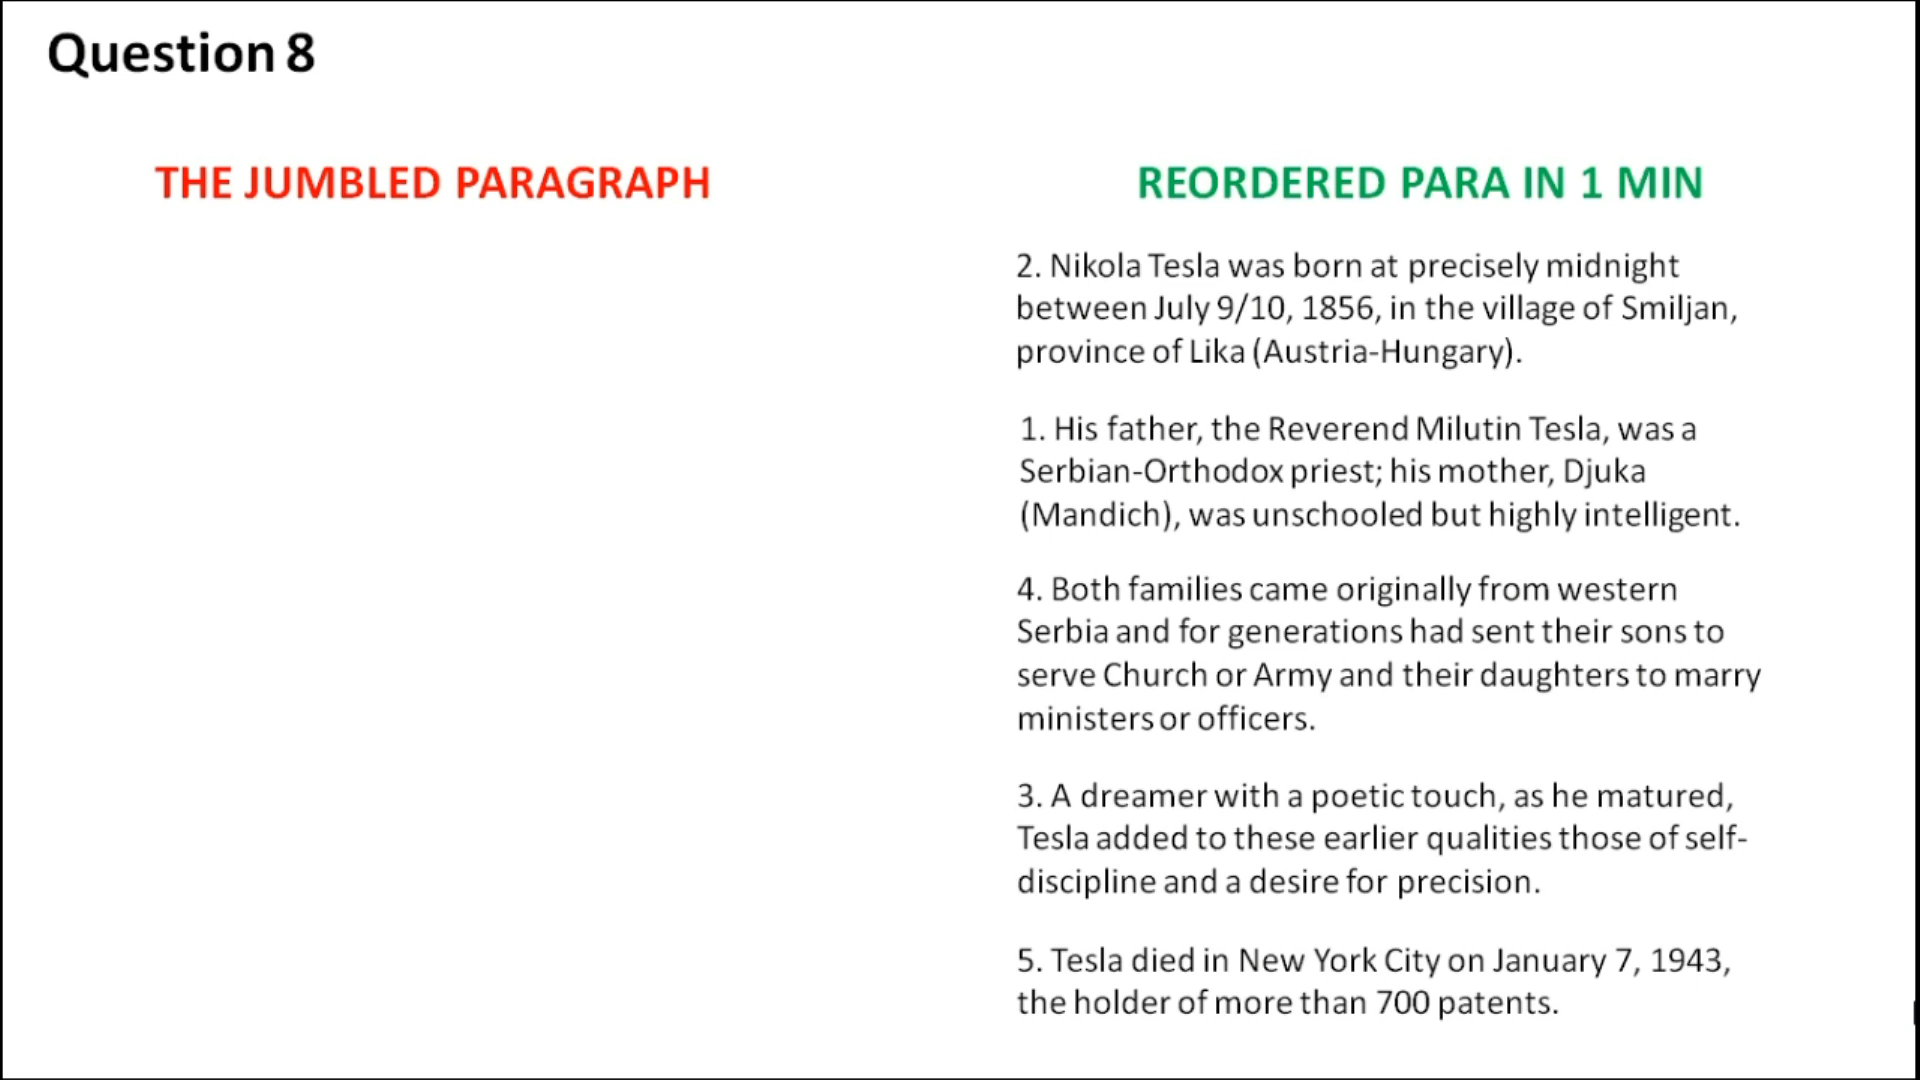 Question 8
THE JUMBLED PARAGRAPH
REORDERED PARA IN 1 MIN
2. Nikola Tesla was born at precisely midnight
between July 9/10, 1856, in the village of Smiljan,
province of Lika (Austria-Hungary).
1. His father, the Reverend Milutin Tesla, was a
Serbian-Orthodox priest; his mother, Djuka
(Mandich), was unschooled but highly intelligent.
4. Both families came originally from western
Serbia and for generations had sent their sons to
serve Church or Army and their daughters to marry
ministers or officers.
3. A dreamer with a poetic touch, as he matured,
Tesla added to these earlier qualities those of self-
discipline and a desire for precision.
5. Tesla died in New York City on January 7, 1943,
the holder of more than 700 patents.